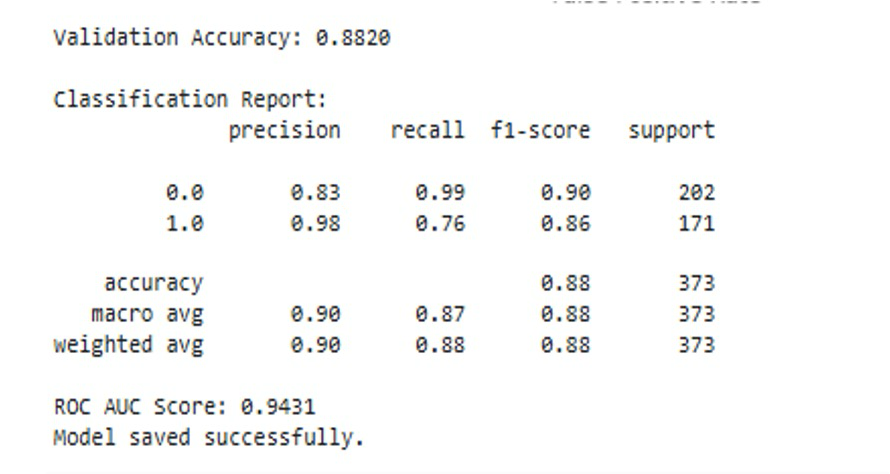 Validation Accuracy: 0.8820
Classification Report:
precision recall f1-score support
0.0 0.83 0.99 0.90 202
1.0 0.98 0.76 0.86 171
accuracy 0.88 373
macro avg 0.90 0.87 0.88 373
weighted avg 0.90 0.88 0.88 373
ROC AUC Score: 0.9431
Model saved successfully.